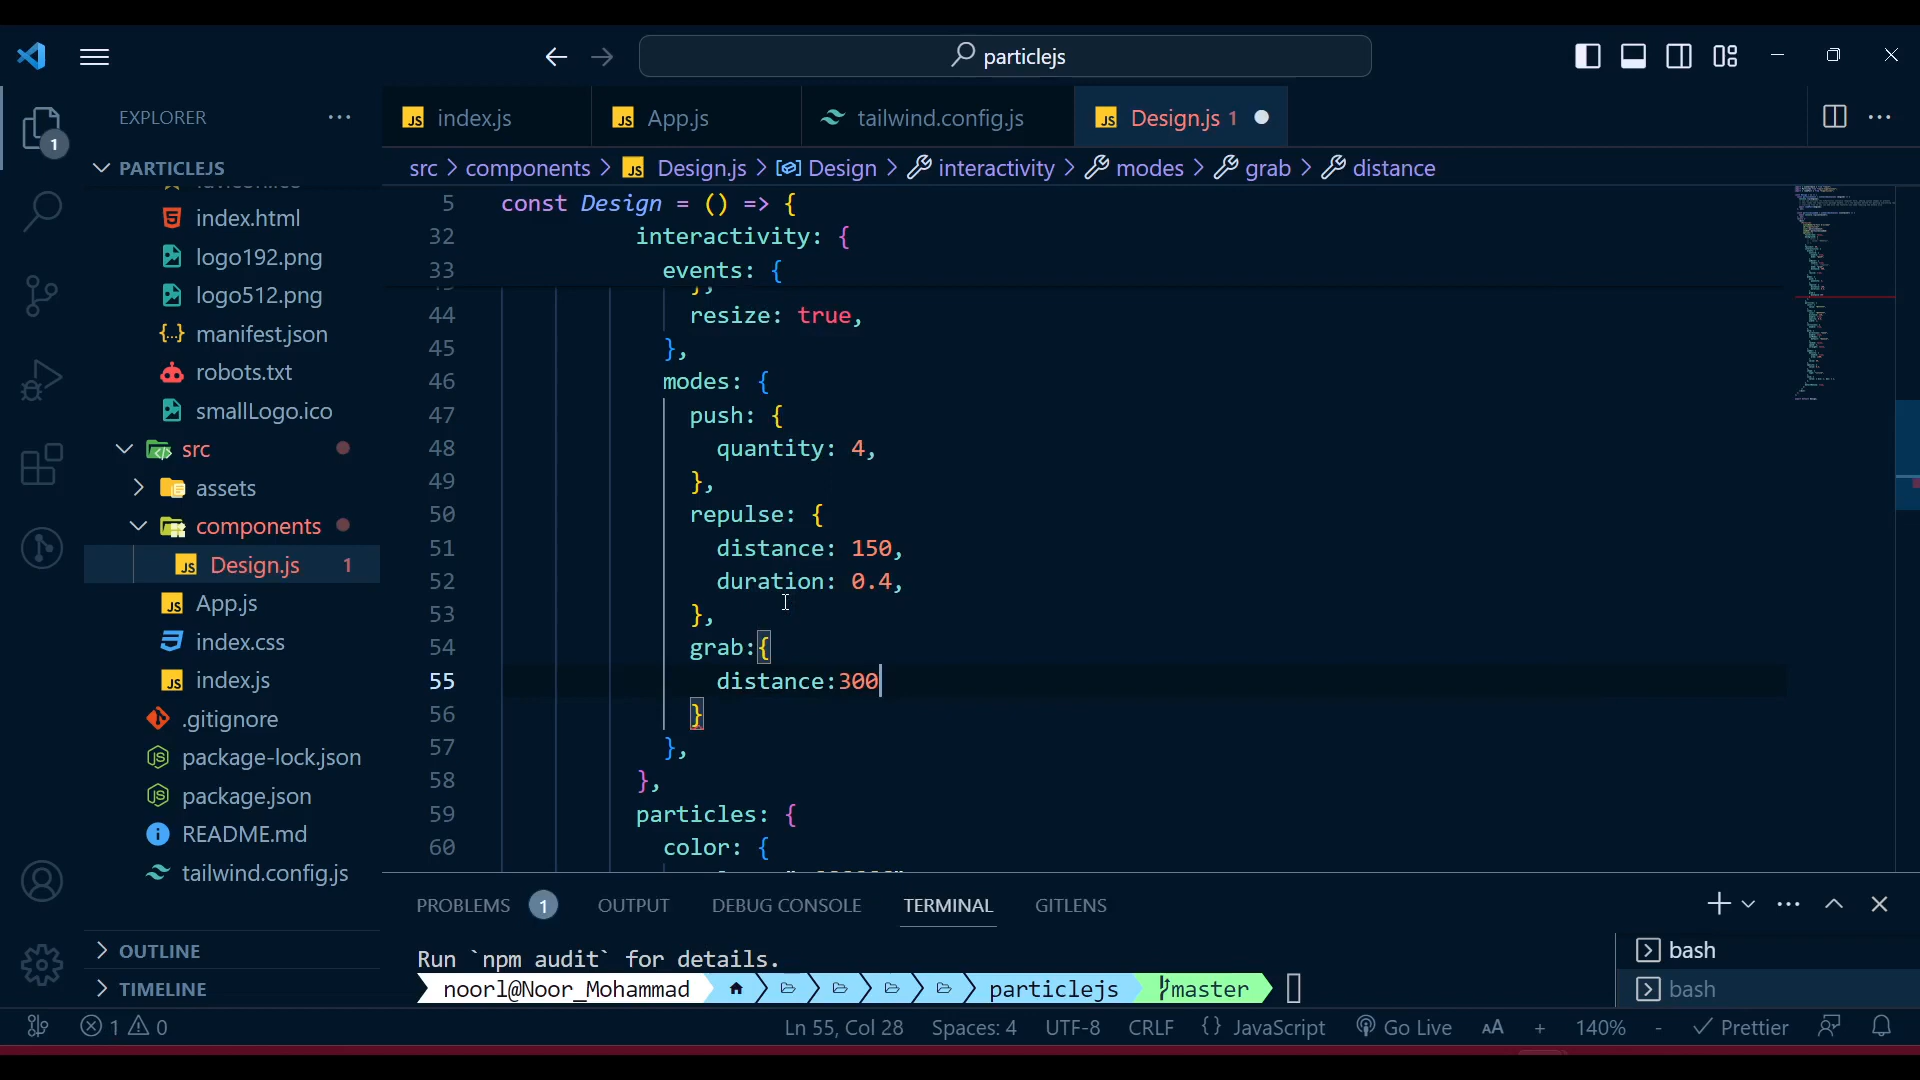 particlejs
EXPLORER
1
PARTICLEJS
index.html
logo192.png
logo512.png
manifest.json
robots.txt
smallLogo.ico
src
assets
components
Design.js 1
App.js
index.css
index.js
.gitignore
package-lock.json
package.json
README.md
tailwind.config.js
OUTLINE
TIMELINE
index.js App.js tailwind.config.js Design.js 1
src > components > Design.js > Design > interactivity > modes > grab > distance
5 const Design = () => {
32 interactivity: {
33 events: {
44 resize: true,
45 },
46 modes: {
47 push: {
48 quantity: 4,
49 },
50 repulse: {
51 distance: 150,
52 duration: 0.4,
53 },
54 grab:{
55 distance:300
56 }
57 },
58 },
59 particles: {
60 color: {
PROBLEMS 1 OUTPUT DEBUG CONSOLE TERMINAL GITLENS
Run `npm audit` for details.
noorl@Noor_Mohammad particlejs master
bash
bash
1 0 Ln 55, Col 28 Spaces: 4 UTF-8 CRLF {} JavaScript Go Live AA + 140% - Prettier